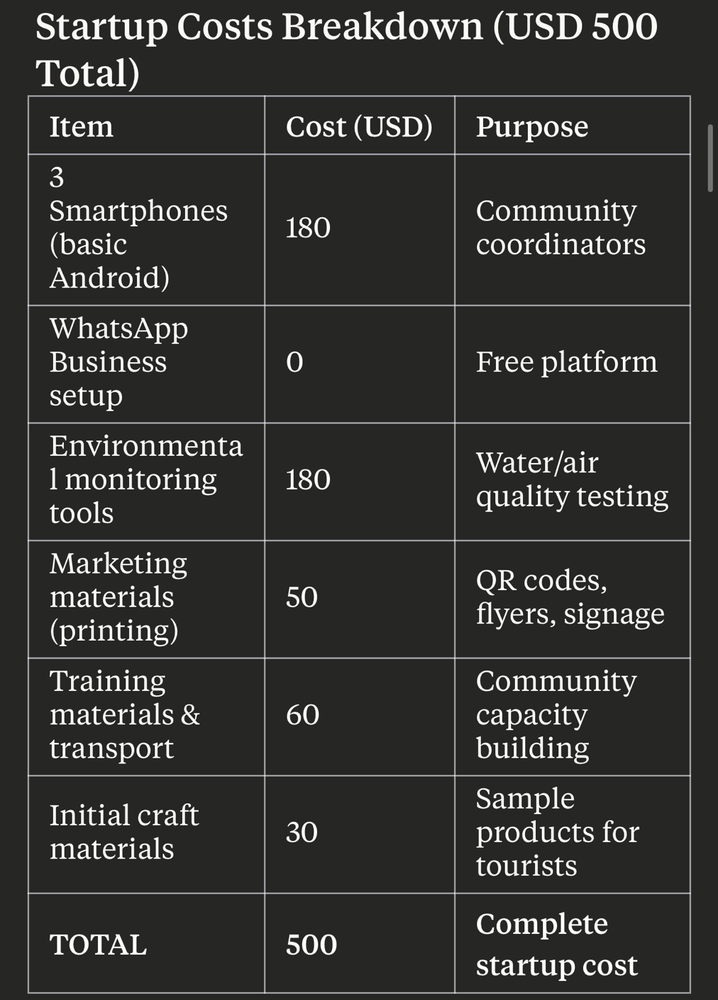 Startup Costs Breakdown (USD 500
Total)
Item
Cost (USD)
Purpose
3
Smartphones
(basic
Android)
180
Community
coordinators
WhatsApp
Business
setup
0
Free platform
Environmenta
l monitoring
tools
180
Water/air
quality testing
Marketing
materials
(printing)
50
QR codes,
flyers, signage
Training
materials &
transport
60
Community
capacity
building
Initial craft
materials
30
Sample
products for
tourists
TOTAL
500
Complete
startup cost